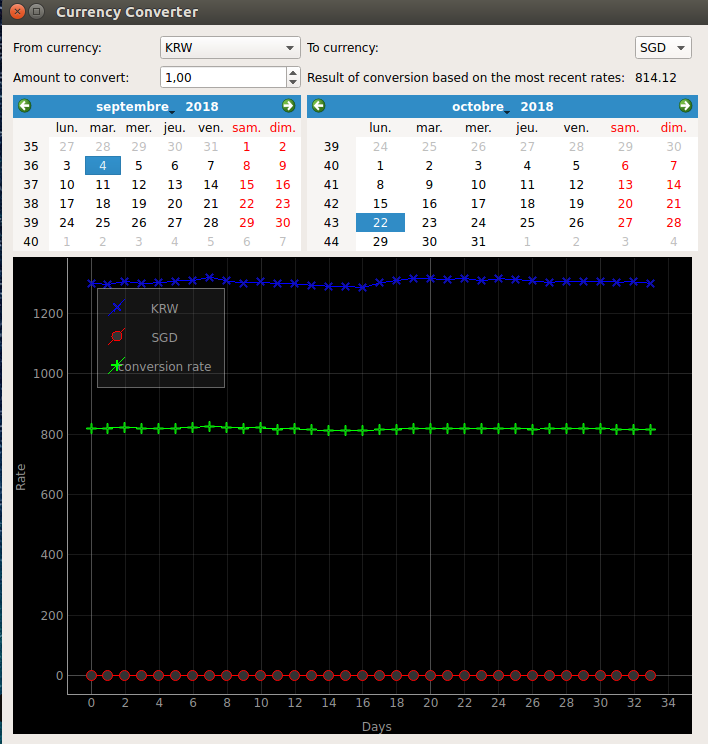 Currency Converter
From currency: KRW To currency: SGD
Amount to convert: 1,00 Result of conversion based on the most recent rates: 814.12
septembre 2018
lun. mar. mer. jeu. ven. sam. dim.
35 27 28 29 30 31 1 2
36 3 4 5 6 7 8 9
37 10 11 12 13 14 15 16
38 17 18 19 20 21 22 23
39 24 25 26 27 28 29 30
40 1 2 3 4 5 6 7
octobre 2018
lun. mar. mer. jeu. ven. sam. dim.
39 24 25 26 27 28 29 30
40 1 2 3 4 5 6 7
41 8 9 10 11 12 13 14
42 15 16 17 18 19 20 21
43 22 23 24 25 26 27 28
44 29 30 31 1 2 3 4
KRW
SGD
conversion rate
Rate
1200
1000
800
600
400
200
0
0 2 4 6 8 10 12 14 16 18 20 22 24 26 28 30 32 34
Days